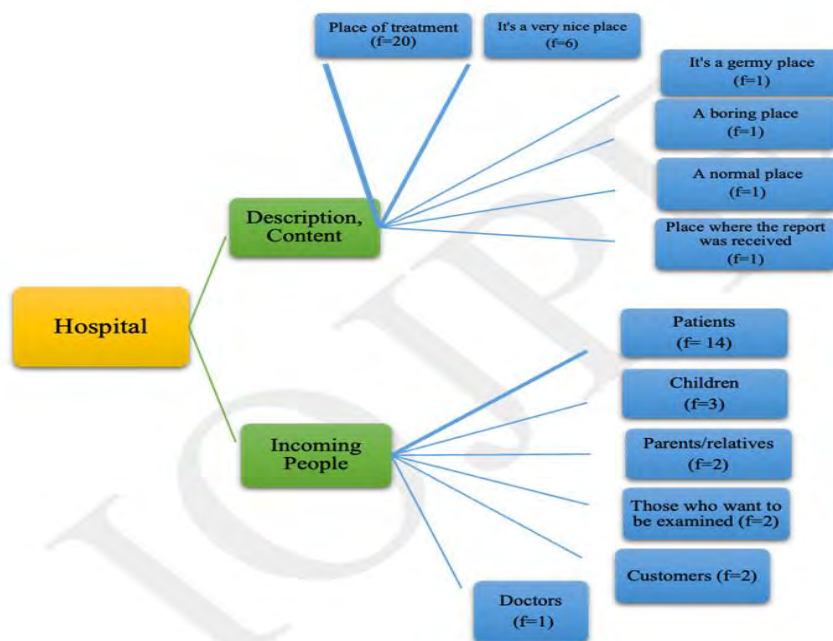 Place of treatment
(f=20)
It's a very nice place
(f=6)
It's a germy place
(f=1)
A boring place
(f=1)
A normal place
(f=1)
Place where the report
was received
(f=1)
Description,
Content
Hospital
Patients
(f= 14)
Children
(f=3)
Parents/relatives
(f=2)
Those who want to
be examined (f=2)
Customers (f=2)
Doctors
(f=1)
Incoming
People